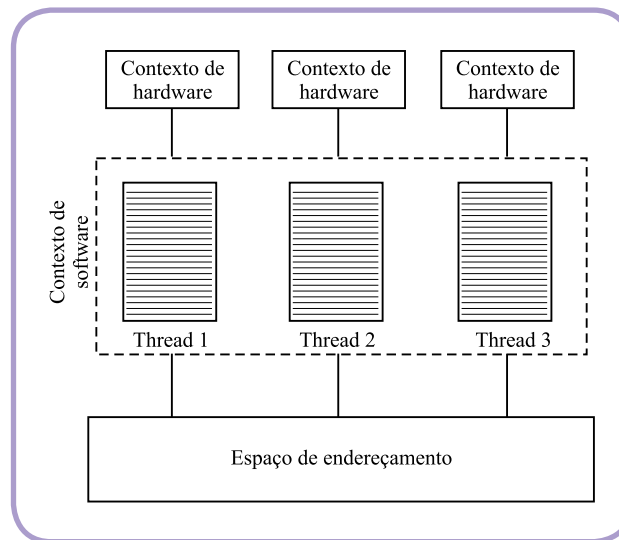 Contexto de
hardware
Contexto de
hardware
Contexto de
hardware
Contexto de
software
Thread 1
Thread 2
Thread 3
Espaço de endereçamento